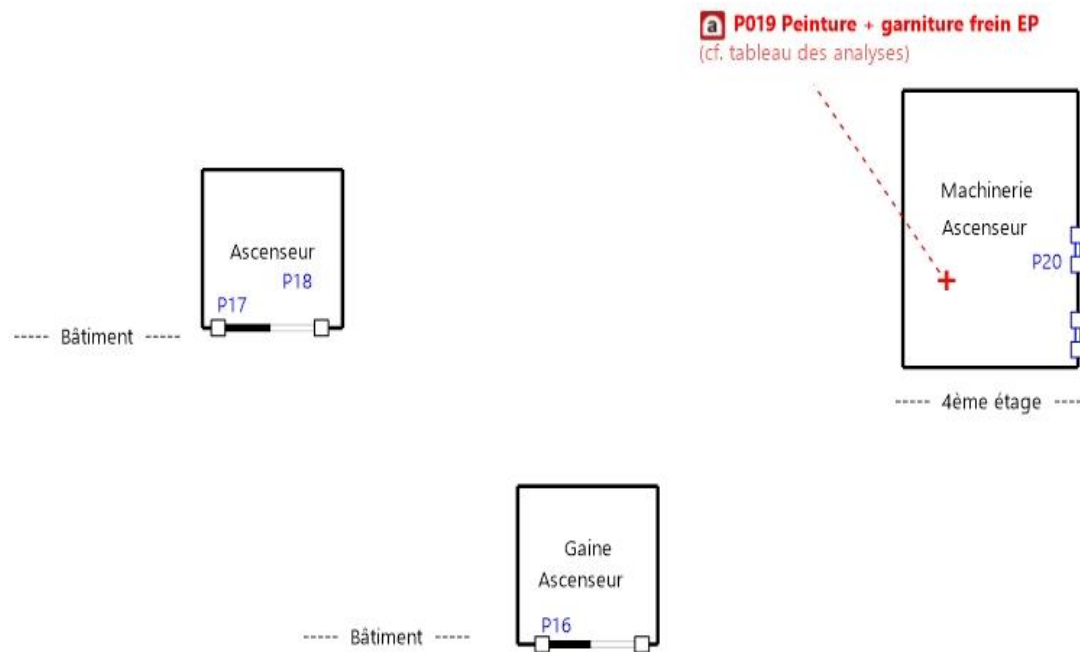 a P019 Peinture + garniture frein EP
(cf. tableau des analyses)
Machinerie
Ascenseur
P20
Ascenseur
P18
P17
----- Bâtiment -----
----- 4ème étage ----
Gaine
Ascenseur
P16
----- Bâtiment -----